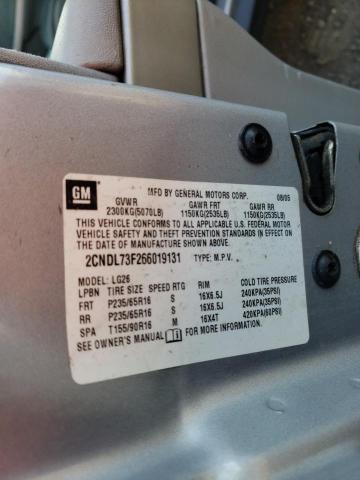 GM MFD BY GENERAL MOTORS CORP. 08/05
GVWR GAWR FRT GAWR RR
2300KG(5070LB) 1150KG(2535LB) 1150KG(2535LB)
THIS VEHICLE CONFORMS TO ALL APPLICABLE U.S. FEDERAL MOTOR
VEHICLE SAFETY AND THEFT PREVENTION STANDARDS IN EFFECT ON
THE DATE OF MANUFACTURE SHOWN ABOVE.
2CNDL73F266019131 TYPE: M.P.V.
MODEL: LG26
LPBN TIRE SIZE SPEED RTG RIM COLD TIRE PRESSURE
FRT P235/65R16 S 16X6.5J 240KPA(35PSI)
RR P235/65R16 S 16X6.5J 240KPA(35PSI)
SPA T155/90R16 M 16X4T 420KPA(60PSI)
SEE OWNER'S MANUAL FOR MORE INFORMATION.